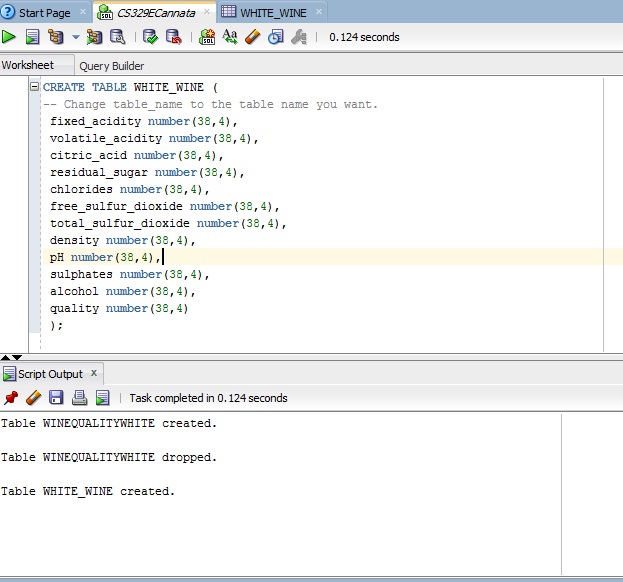 Start Page × CS329ECannata × WHITE_WINE ×
SQL SQL Aa 0.124 seconds
Worksheet Query Builder
CREATE TABLE WHITE_WINE (
-- Change table_name to the table name you want.
fixed_acidity number(38,4),
volatile_acidity number(38,4),
citric_acid number(38,4),
residual_sugar number(38,4),
chlorides number(38,4),
free_sulfur_dioxide number(38,4),
total_sulfur_dioxide number(38,4),
density number(38,4),
pH number(38,4),
sulphates number(38,4),
alcohol number(38,4),
quality number(38,4)
);
Script Output x
Task completed in 0.124 seconds
Table WINEQUALITYWHITE created.
Table WINEQUALITYWHITE dropped.
Table WHITE_WINE created.